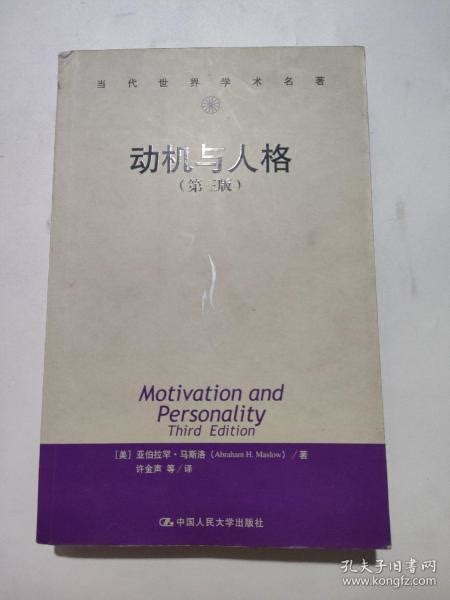 当代世界学术名著
动机与人格
（第三版）
Motivation and
Personality
Third Edition
［美］亚伯拉罕·马斯洛（Abraham H. Maslow）／著
许金声 等／译
中国人民大学出版社
孔夫子旧书网
www.kongfz.com